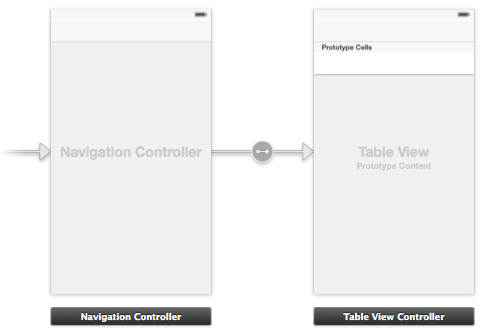 Prototype Cells
Navigation Controller
Table View
Prototype Content
Navigation Controller
Table View Controller